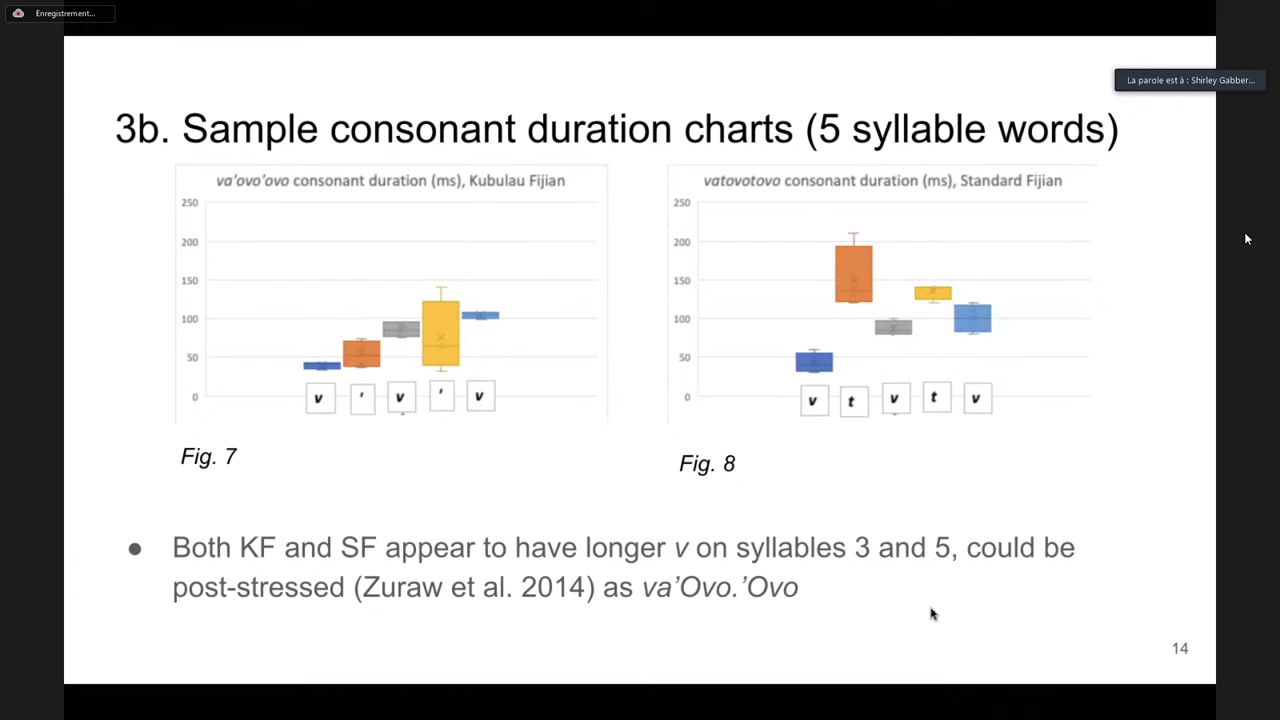 Enregistrement...
La parole est à : Shirley Gabber...
3b. Sample consonant duration charts (5 syllable words)
va'ovo'ovo consonant duration (ms), Kubulau Fijian
250
200
150
100
50
0
v ' v ' v
Fig. 7
vatovotovo consonant duration (ms), Standard Fijian
250
200
150
100
50
0
v t v t v
Fig. 8
● Both KF and SF appear to have longer v on syllables 3 and 5, could be
post-stressed (Zuraw et al. 2014) as va’Ovo.’Ovo
14